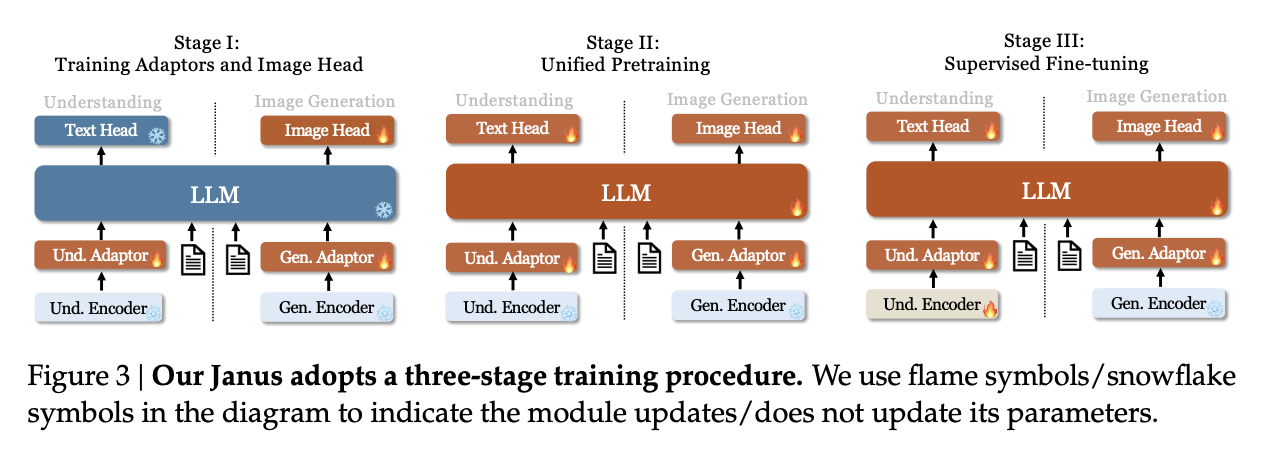 Stage I:
Training Adaptors and Image Head
Understanding
Image Generation
Text Head
Image Head
LLM
Und. Adaptor
Gen. Adaptor
Und. Encoder
Gen. Encoder
Stage II:
Unified Pretraining
Understanding
Image Generation
Text Head
Image Head
LLM
Und. Adaptor
Gen. Adaptor
Und. Encoder
Gen. Encoder
Stage III:
Supervised Fine-tuning
Understanding
Image Generation
Text Head
Image Head
LLM
Und. Adaptor
Gen. Adaptor
Und. Encoder
Gen. Encoder
Figure 3 | Our Janus adopts a three-stage training procedure. We use flame symbols/snowflake
symbols in the diagram to indicate the module updates/does not update its parameters.